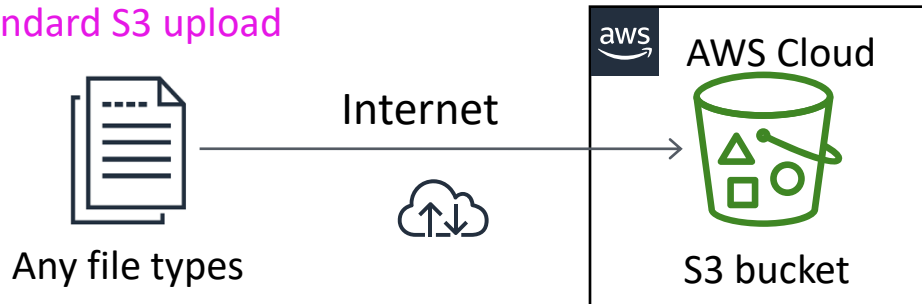 ndard S3 upload
aws
AWS Cloud
Internet
Any file types
S3 bucket